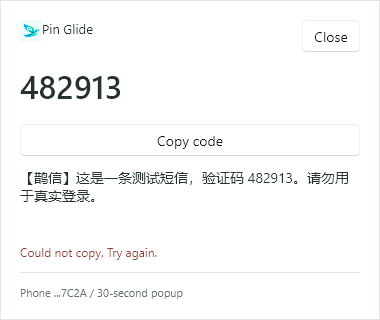 Pin Glide
Close
482913
Copy code
【鹊信】这是一条测试短信，验证码 482913。请勿用
于真实登录。
Could not copy. Try again.
Phone ...7C2A / 30-second popup